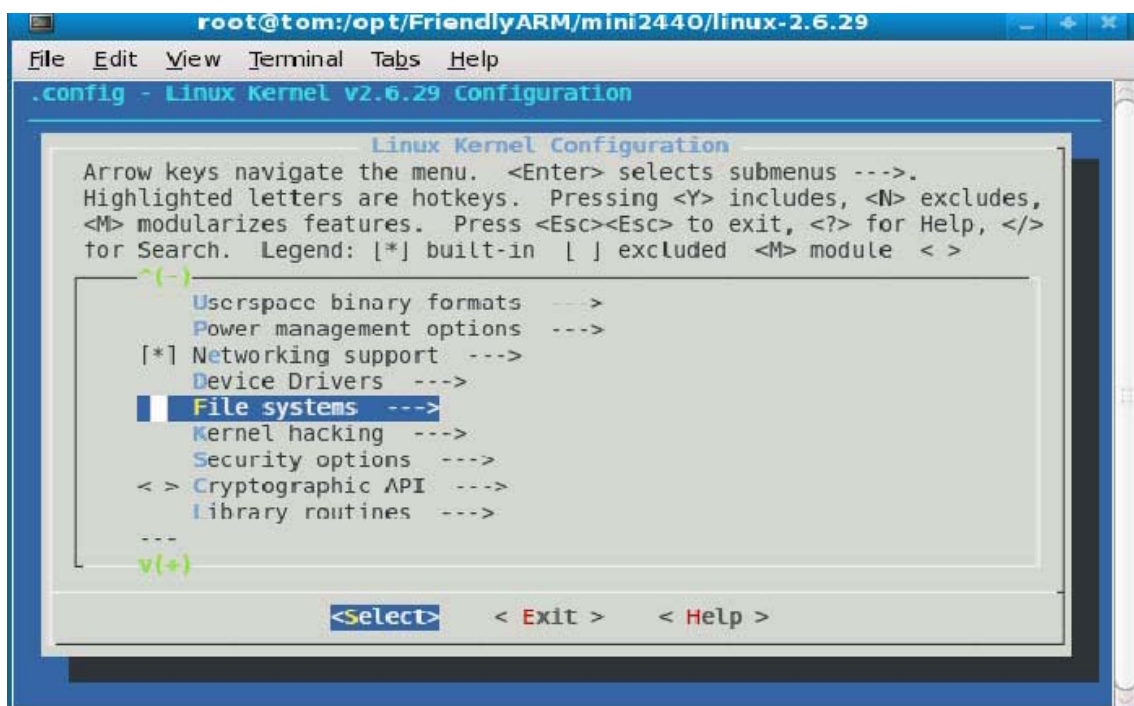 root@tom:/opt/FriendlyARM/mini2440/linux-2.6.29
File Edit View Terminal Tabs Help
.config - Linux Kernel v2.6.29 Configuration
Linux Kernel Configuration
Arrow keys navigate the menu. <Enter> selects submenus --->.
Highlighted letters are hotkeys. Pressing <Y> includes, <N> excludes,
<M> modularizes features. Press <Esc><Esc> to exit, <?> for Help, </>
for Search. Legend: [*] built-in [ ] excluded <M> module < >
^(-)
Userspace binary formats --->
Power management options --->
[*] Networking support --->
Device Drivers --->
File systems --->
Kernel hacking --->
Security options --->
< > Cryptographic API --->
Library routines --->
---
v(+)
<Select> < Exit > < Help >